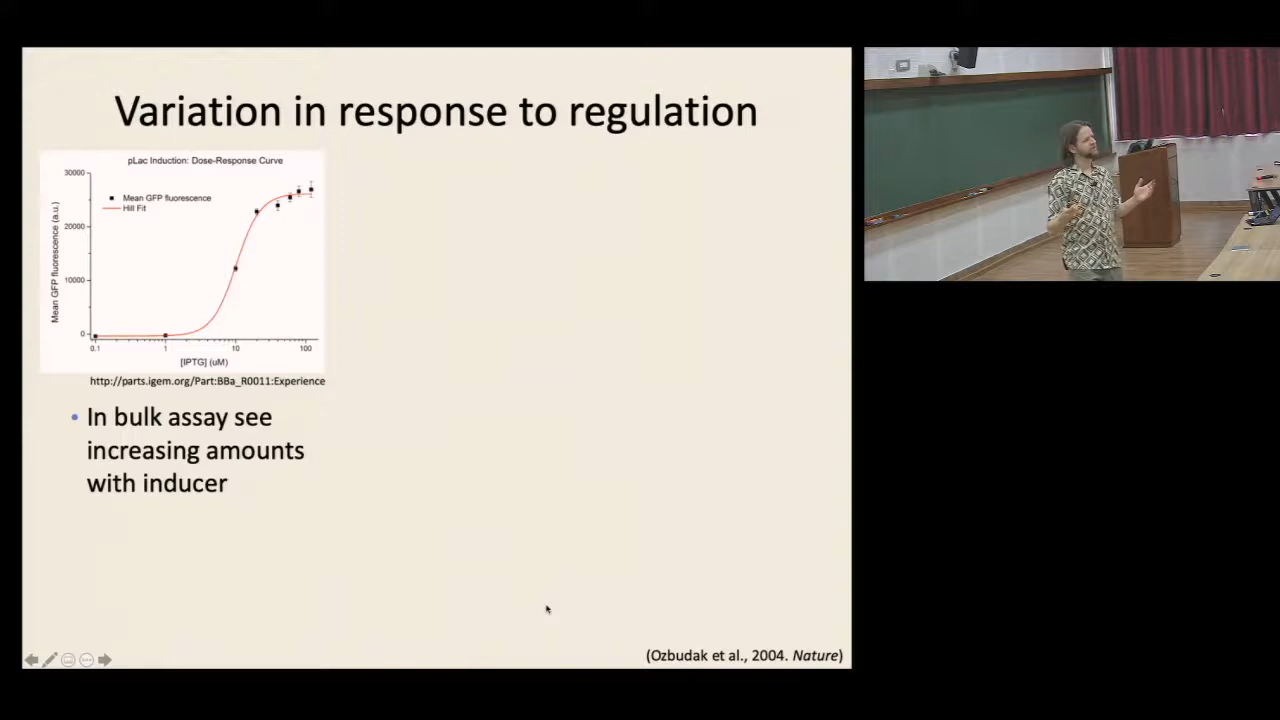 Variation in response to regulation
pLac Induction: Dose-Response Curve
Mean GFP fluorescence (a.u.)
30000
20000
10000
0
Mean GFP fluorescence
Hill Fit
0.1 1 10 100
[IPTG] (uM)
http://parts.igem.org/Part:BBa_R0011:Experience
• In bulk assay see
increasing amounts
with inducer
(Ozbudak et al., 2004. Nature)